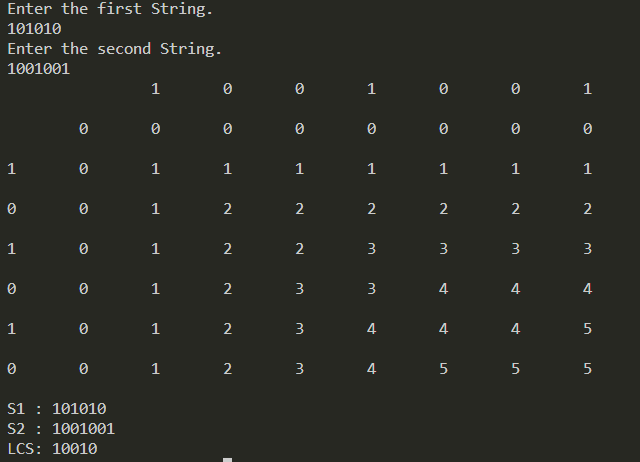 Enter the first String.
101010
Enter the second String.
1001001
1 0 0 1 0 0 1
0 0 0 0 0 0 0 0
1 0 1 1 1 1 1 1 1
0 0 1 2 2 2 2 2 2
1 0 1 2 2 3 3 3 3
0 0 1 2 3 3 4 4 4
1 0 1 2 3 4 4 4 5
0 0 1 2 3 4 5 5 5
S1 : 101010
S2 : 1001001
LCS: 10010